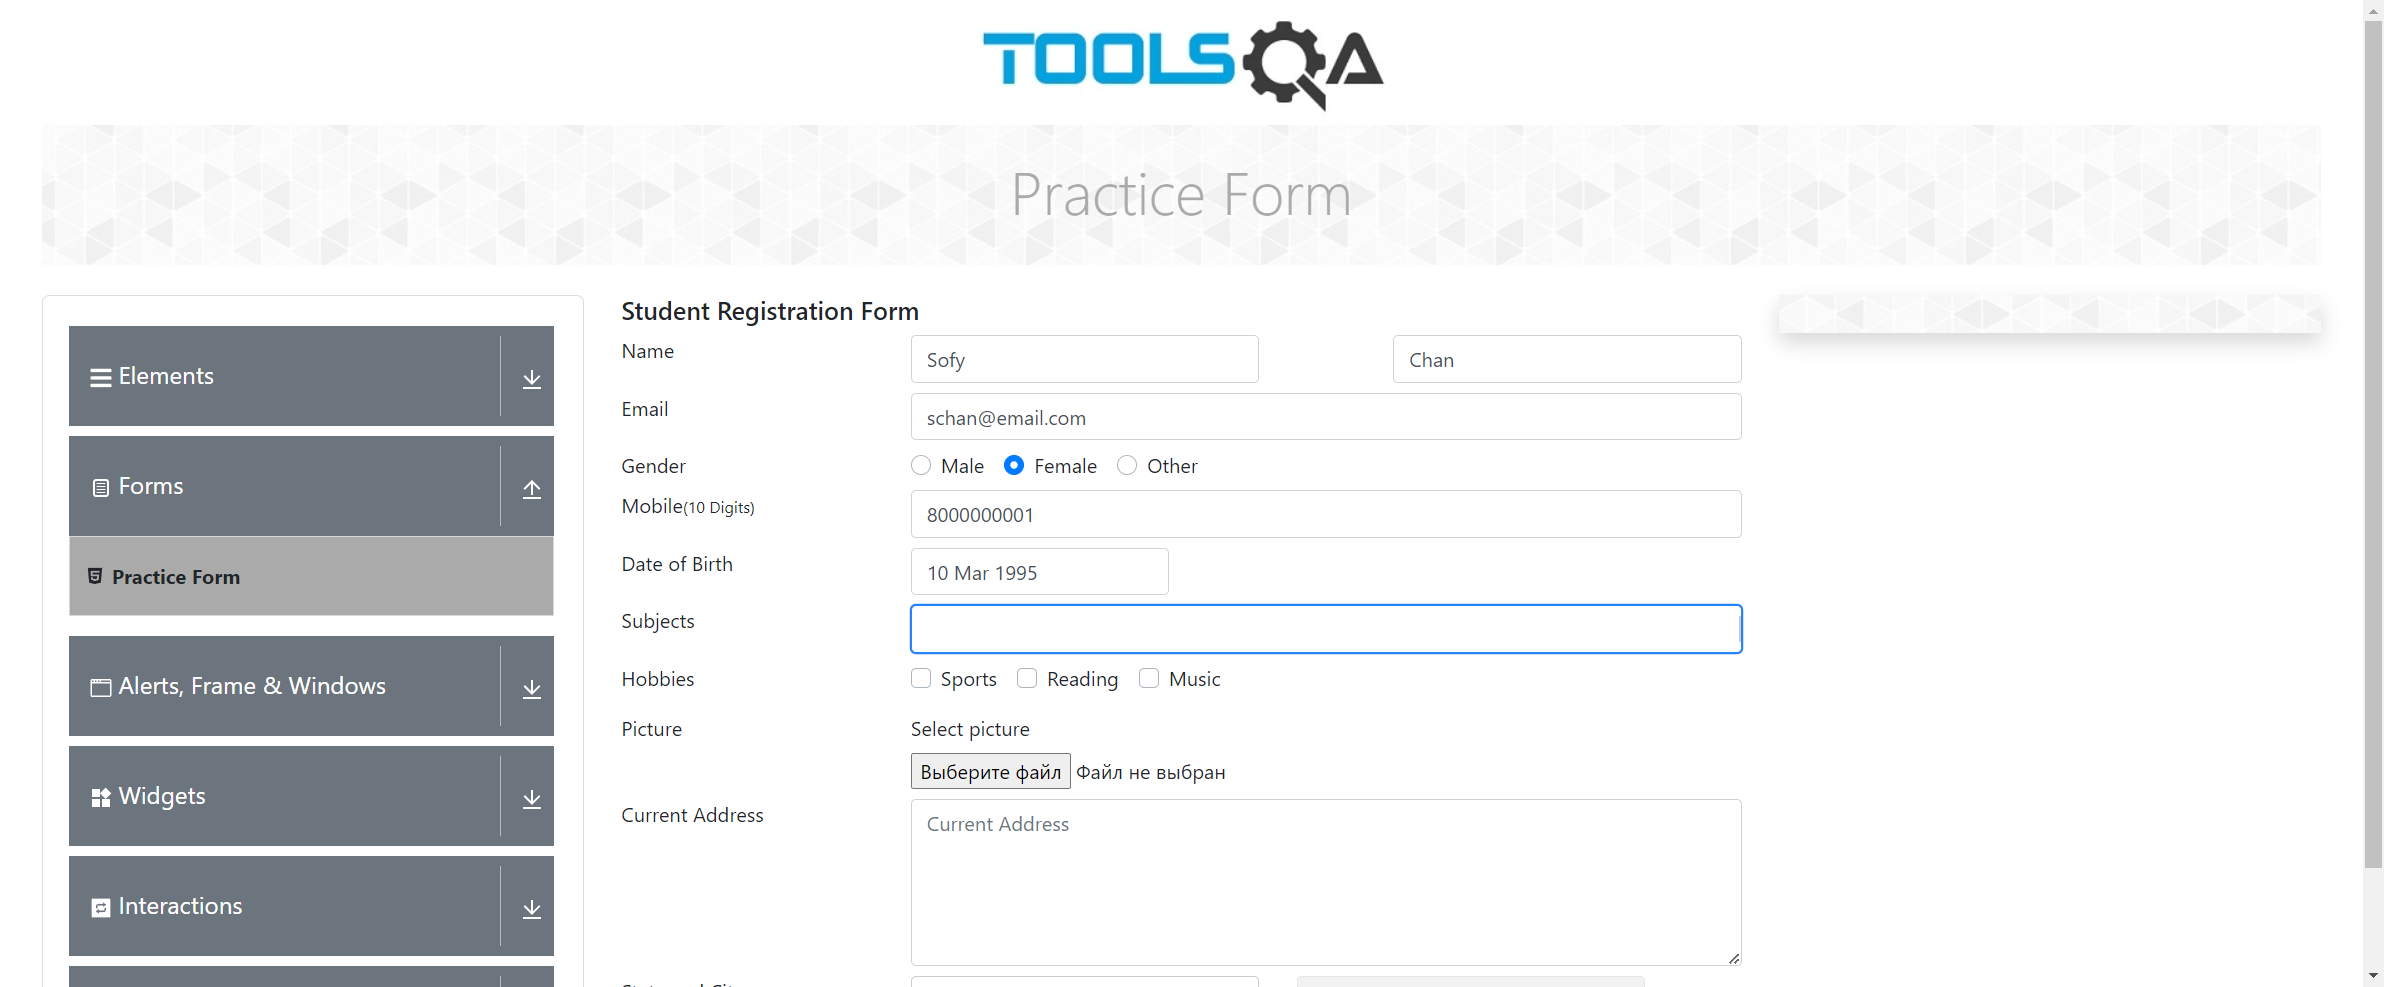 TOOLSQA
Practice Form
Elements
Forms
Practice Form
Alerts, Frame & Windows
Widgets
Interactions
Student Registration Form
Name Sofy Chan
Email schan@email.com
Gender Male Female Other
Mobile(10 Digits) 8000000001
Date of Birth 10 Mar 1995
Subjects
Hobbies Sports Reading Music
Picture Select picture
Выберите файл Файл не выбран
Current Address Current Address